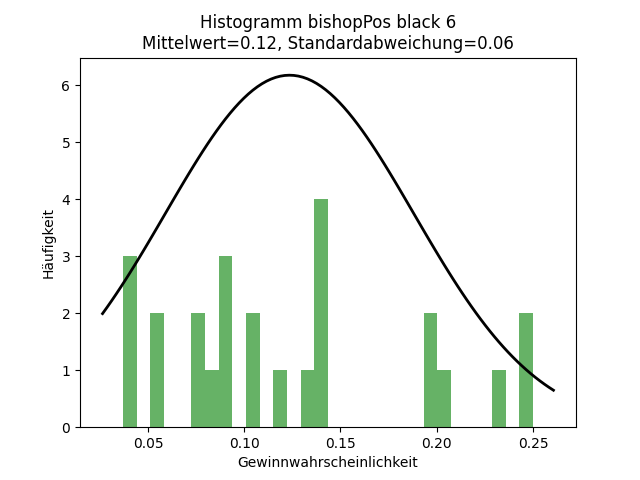 Histogramm bishopPos black 6
Mittelwert=0.12, Standardabweichung=0.06
Häufigkeit
6
5
4
3
2
1
0
0.05 0.10 0.15 0.20 0.25
Gewinnwahrscheinlichkeit